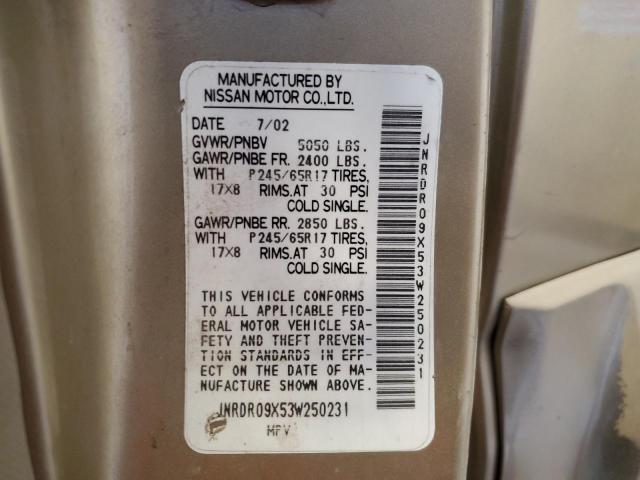 MANUFACTURED BY
NISSAN MOTOR CO.,LTD.
DATE 7/02
GVWR/PNBV 5050 LBS.
GAWR/PNBE FR. 2400 LBS.
WITH P245/65R17 TIRES,
17X8 RIMS.AT 30 PSI
COLD SINGLE.
GAWR/PNBE RR. 2850 LBS.
WITH P245/65R17 TIRES,
17X8 RIMS.AT 30 PSI
COLD SINGLE.
THIS VEHICLE CONFORMS
TO ALL APPLICABLE FED-
ERAL MOTOR VEHICLE SA-
FETY AND THEFT PREVEN-
TION STANDARDS IN EFF-
ECT ON THE DATE OF MA-
NUFACTURE SHOWN ABOVE.
JNRDR09X53W250231
MPV
JNRDR09X53W250231